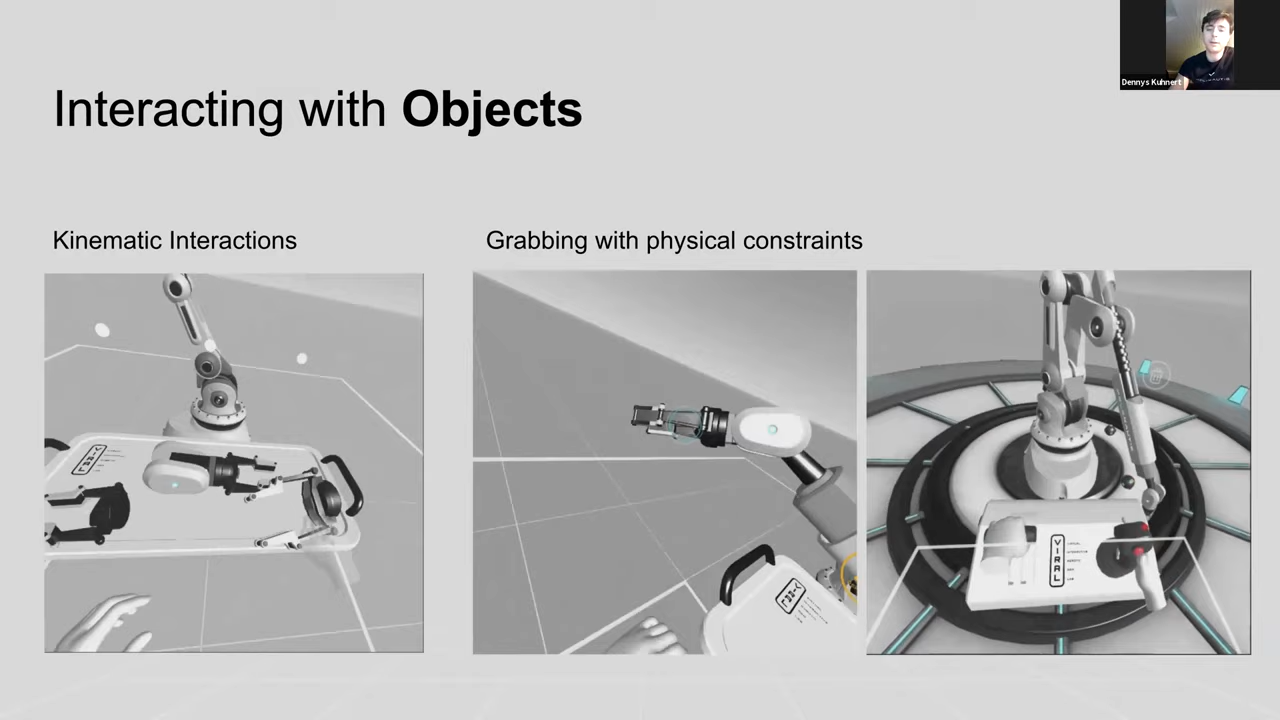 Dennys Kuhnert
Interacting with Objects
Kinematic Interactions
Grabbing with physical constraints
VIRAL